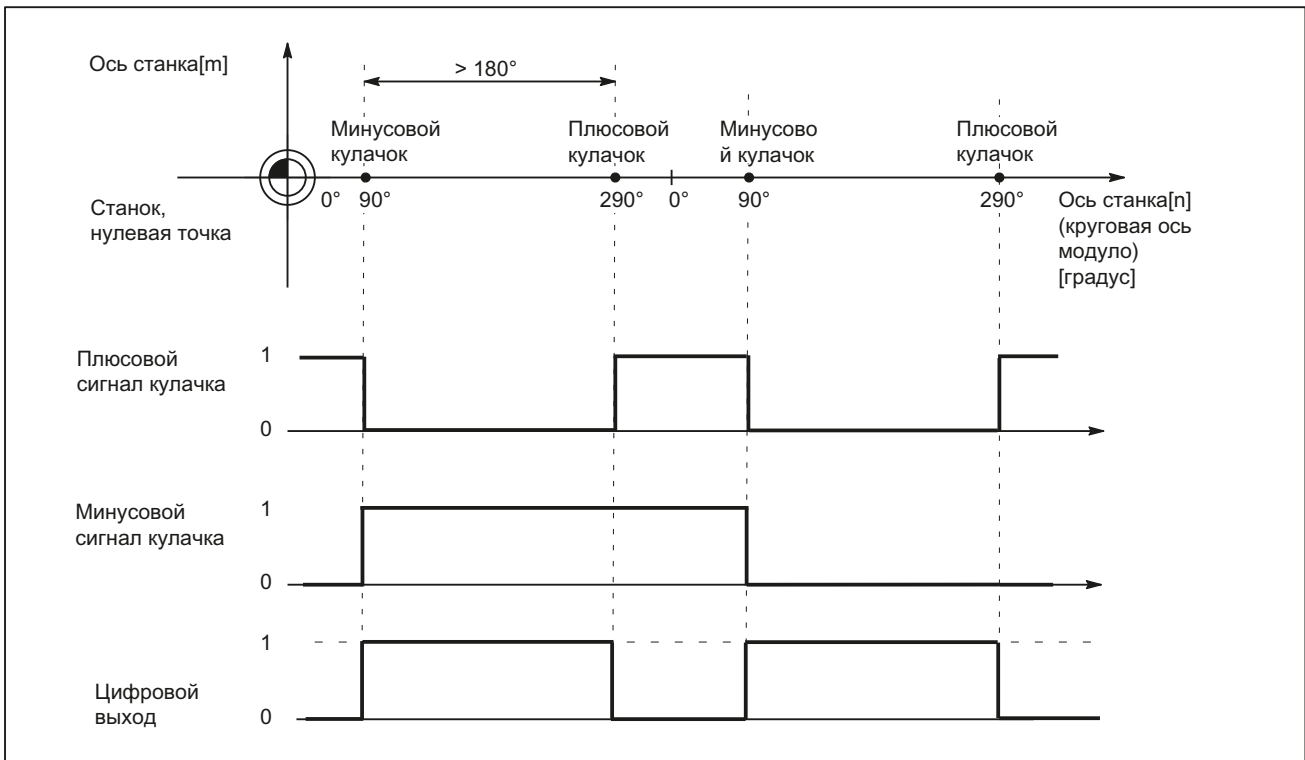 Ось станка[m]
> 180°
Минусовой
кулачок
Плюсовой
кулачок
Минусово
й кулачок
Плюсовой
кулачок
0°
90°
290°
0°
90°
290°
Станок,
нулевая точка
Ось станка[n]
(круговая ось
модуло)
[градус]
Плюсовой
сигнал кулачка
1
0
Минусовой
сигнал кулачка
1
0
Цифровой
выход
1
0